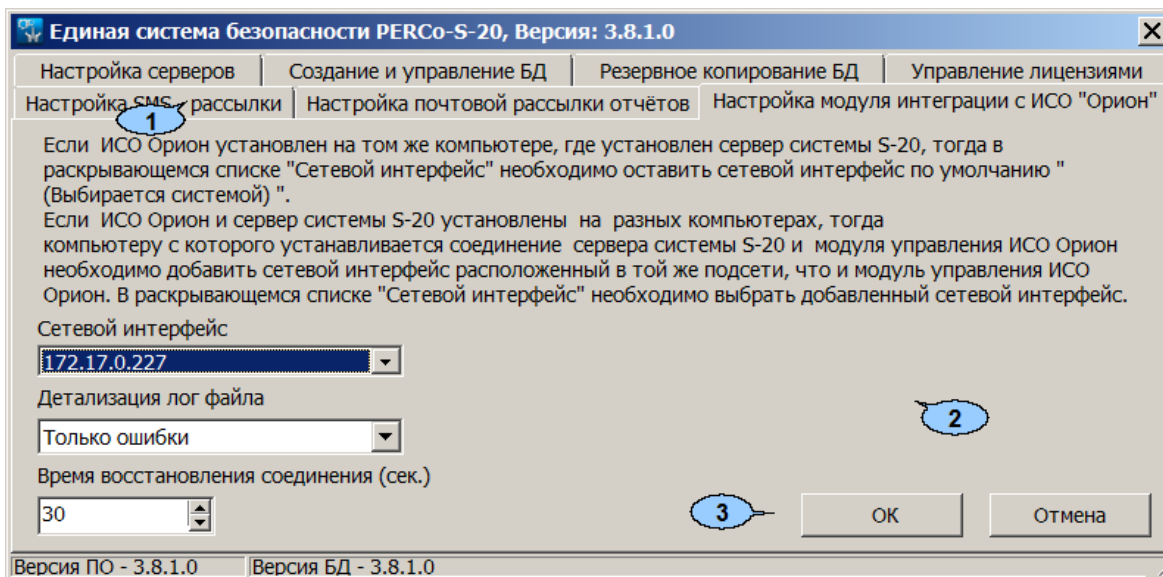 Единая система безопасности PERCo-S-20, Версия: 3.8.1.0
Настройка серверов
Создание и управление БД
Резервное копирование БД
Управление лицензиями
Настройка SMS - рассылки
Настройка почтовой рассылки отчётов
Настройка модуля интеграции с ИСО "Орион"
1
Если ИСО Орион установлен на том же компьютере, где установлен сервер системы S-20, тогда в
раскрывающемся списке "Сетевой интерфейс" необходимо оставить сетевой интерфейс по умолчанию "
(Выбирается системой) ".
Если ИСО Орион и сервер системы S-20 установлены на разных компьютерах, тогда
компьютеру с которого устанавливается соединение сервера системы S-20 и модуля управления ИСО Орион
необходимо добавить сетевой интерфейс расположенный в той же подсети, что и модуль управления ИСО
Орион. В раскрывающемся списке "Сетевой интерфейс" необходимо выбрать добавленный сетевой интерфейс.
Сетевой интерфейс
172.17.0.227
Детализация лог файла
Только ошибки
2
Время восстановления соединения (сек.)
30
3
ОК
Отмена
Версия ПО - 3.8.1.0
Версия БД - 3.8.1.0